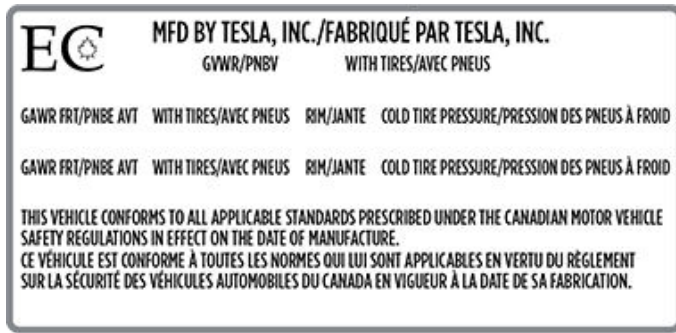 EC
MFD BY TESLA, INC./FABRIQUÉ PAR TESLA, INC.
GVWR/PNBV WITH TIRES/AVEC PNEUS
GAWR FRT/PNBE AVT WITH TIRES/AVEC PNEUS RIM/JANTE COLD TIRE PRESSURE/PRESSION DES PNEUS À FROID
GAWR FRT/PNBE AVT WITH TIRES/AVEC PNEUS RIM/JANTE COLD TIRE PRESSURE/PRESSION DES PNEUS À FROID
THIS VEHICLE CONFORMS TO ALL APPLICABLE STANDARDS PRESCRIBED UNDER THE CANADIAN MOTOR VEHICLE
SAFETY REGULATIONS IN EFFECT ON THE DATE OF MANUFACTURE.
CE VÉHICULE EST CONFORME À TOUTES LES NORMES QUI LUI SONT APPLICABLES EN VERTU DU RÈGLEMENT
SUR LA SÉCURITÉ DES VÉHICULES AUTOMOBILES DU CANADA EN VIGUEUR À LA DATE DE SA FABRICATION.